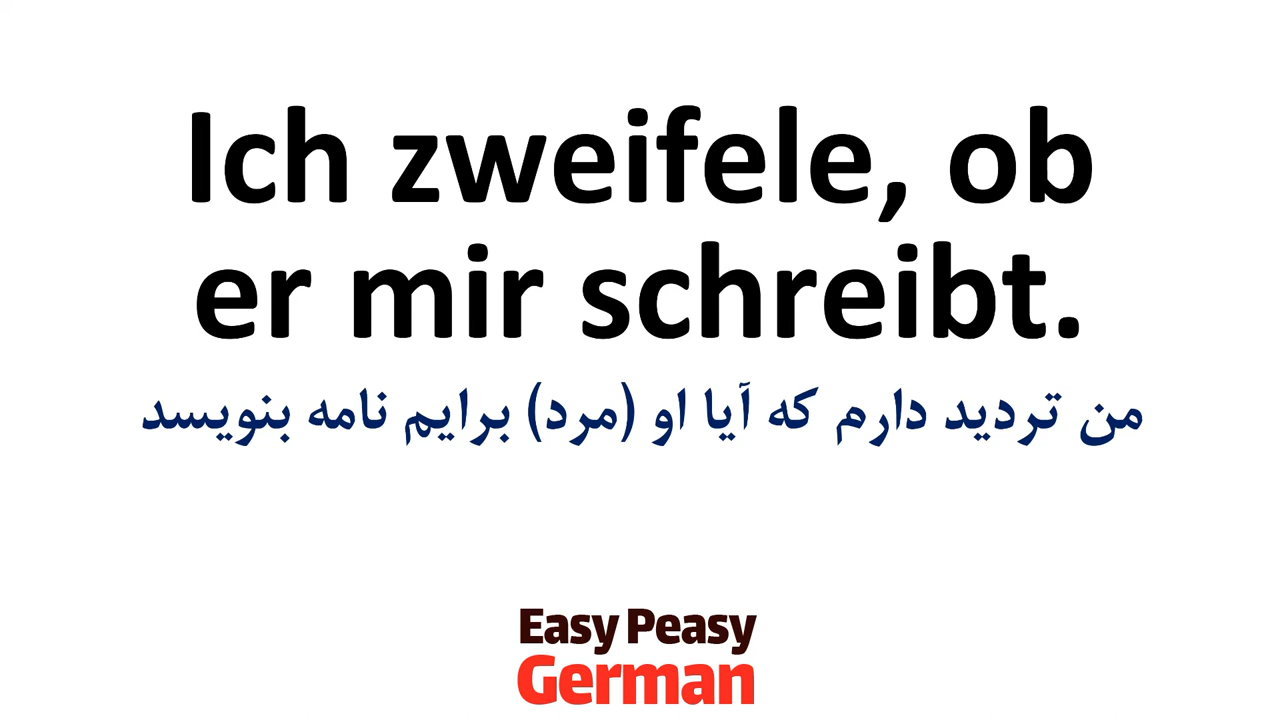 Ich zweifele, ob
er mir schreibt.
من تردید دارم که آیا او (مرد) برایم نامه بنویسد
Easy Peasy
German